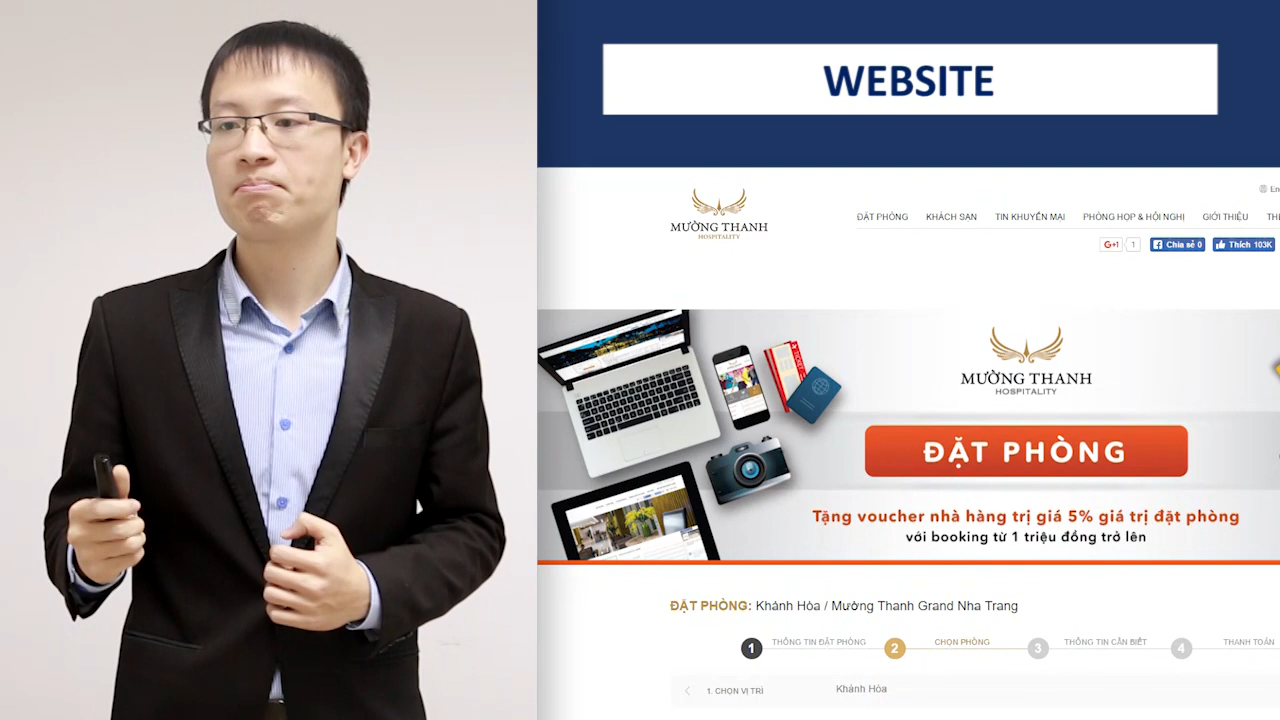 WEBSITE
En
MƯỜNG THANH
HOSPITALITY
ĐẶT PHÒNG KHÁCH SẠN TIN KHUYẾN MẠI PHÒNG HỌP & HỘI NGHỊ GIỚI THIỆU THẺ
G+1 1 Chia sẻ 0 Thích 103K
MƯỜNG THANH
HOSPITALITY
ĐẶT PHÒNG
Tặng voucher nhà hàng trị giá 5% giá trị đặt phòng
với booking từ 1 triệu đồng trở lên
ĐẶT PHÒNG: Khánh Hòa / Mường Thanh Grand Nha Trang
1 THÔNG TIN ĐẶT PHÒNG 2 CHỌN PHÒNG 3 THÔNG TIN CẦN BIẾT 4 THANH TOÁN
1. CHỌN VỊ TRÍ Khánh Hòa